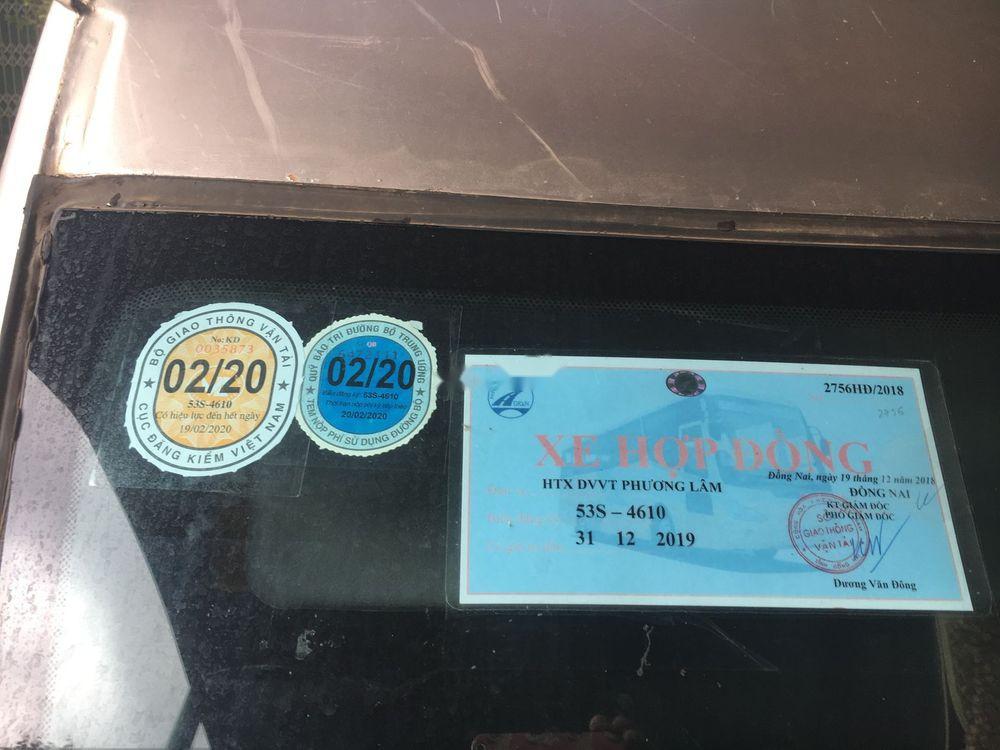 BỘ GIAO THÔNG VẬN TẢI
No: KD
0035873
02/20
53S-4610
Có hiệu lực đến hết ngày
19/02/2020
CỤC ĐĂNG KIỂM VIỆT NAM
QUỸ BẢO TRÌ ĐƯỜNG BỘ TRUNG ƯƠNG
02/20
53S-4610
20/02/2020
TEM NỘP PHÍ SỬ DỤNG ĐƯỜNG BỘ
2756HĐ/2018
2756
XE HỢP ĐỒNG
Đồng Nai, ngày 19 tháng 12 năm 2018
HTX DVVT PHƯƠNG LÂM
ĐỒNG NAI
KT GIÁM ĐỐC
PHÓ GIÁM ĐỐC
53S – 4610
SỞ
GIAO THÔNG
VẬN TẢI
31 12 2019
Dương Văn Đông